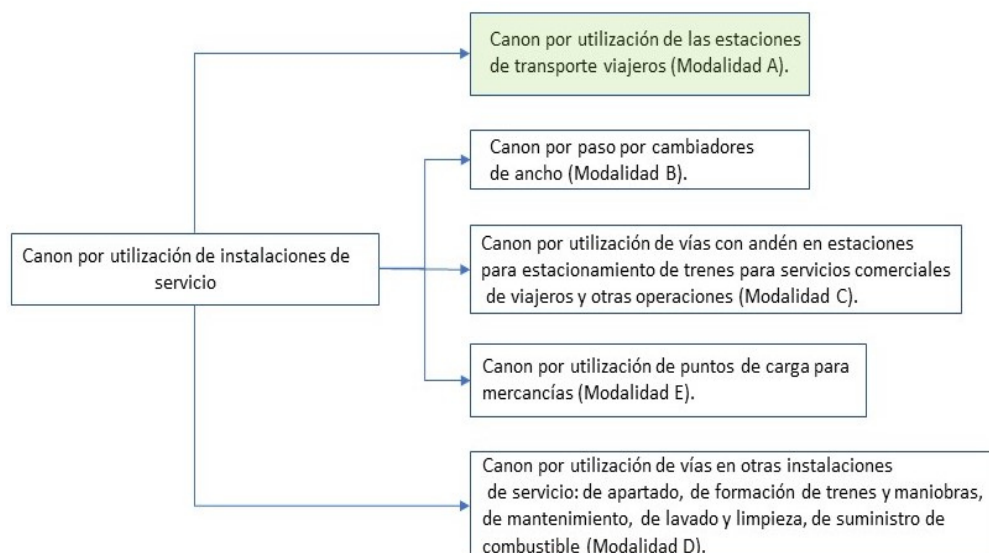 Canon por utilización de las estaciones
de transporte viajeros (Modalidad A).
Canon por paso por cambiadores
de ancho (Modalidad B).
Canon por utilización de instalaciones de
servicio
Canon por utilización de vías con andén en estaciones
para estacionamiento de trenes para servicios comerciales
de viajeros y otras operaciones (Modalidad C).
Canon por utilización de puntos de carga para
mercancías (Modalidad E).
Canon por utilización de vías en otras instalaciones
de servicio: de apartado, de formación de trenes y maniobras,
de mantenimiento, de lavado y limpieza, de suministro de
combustible (Modalidad D).